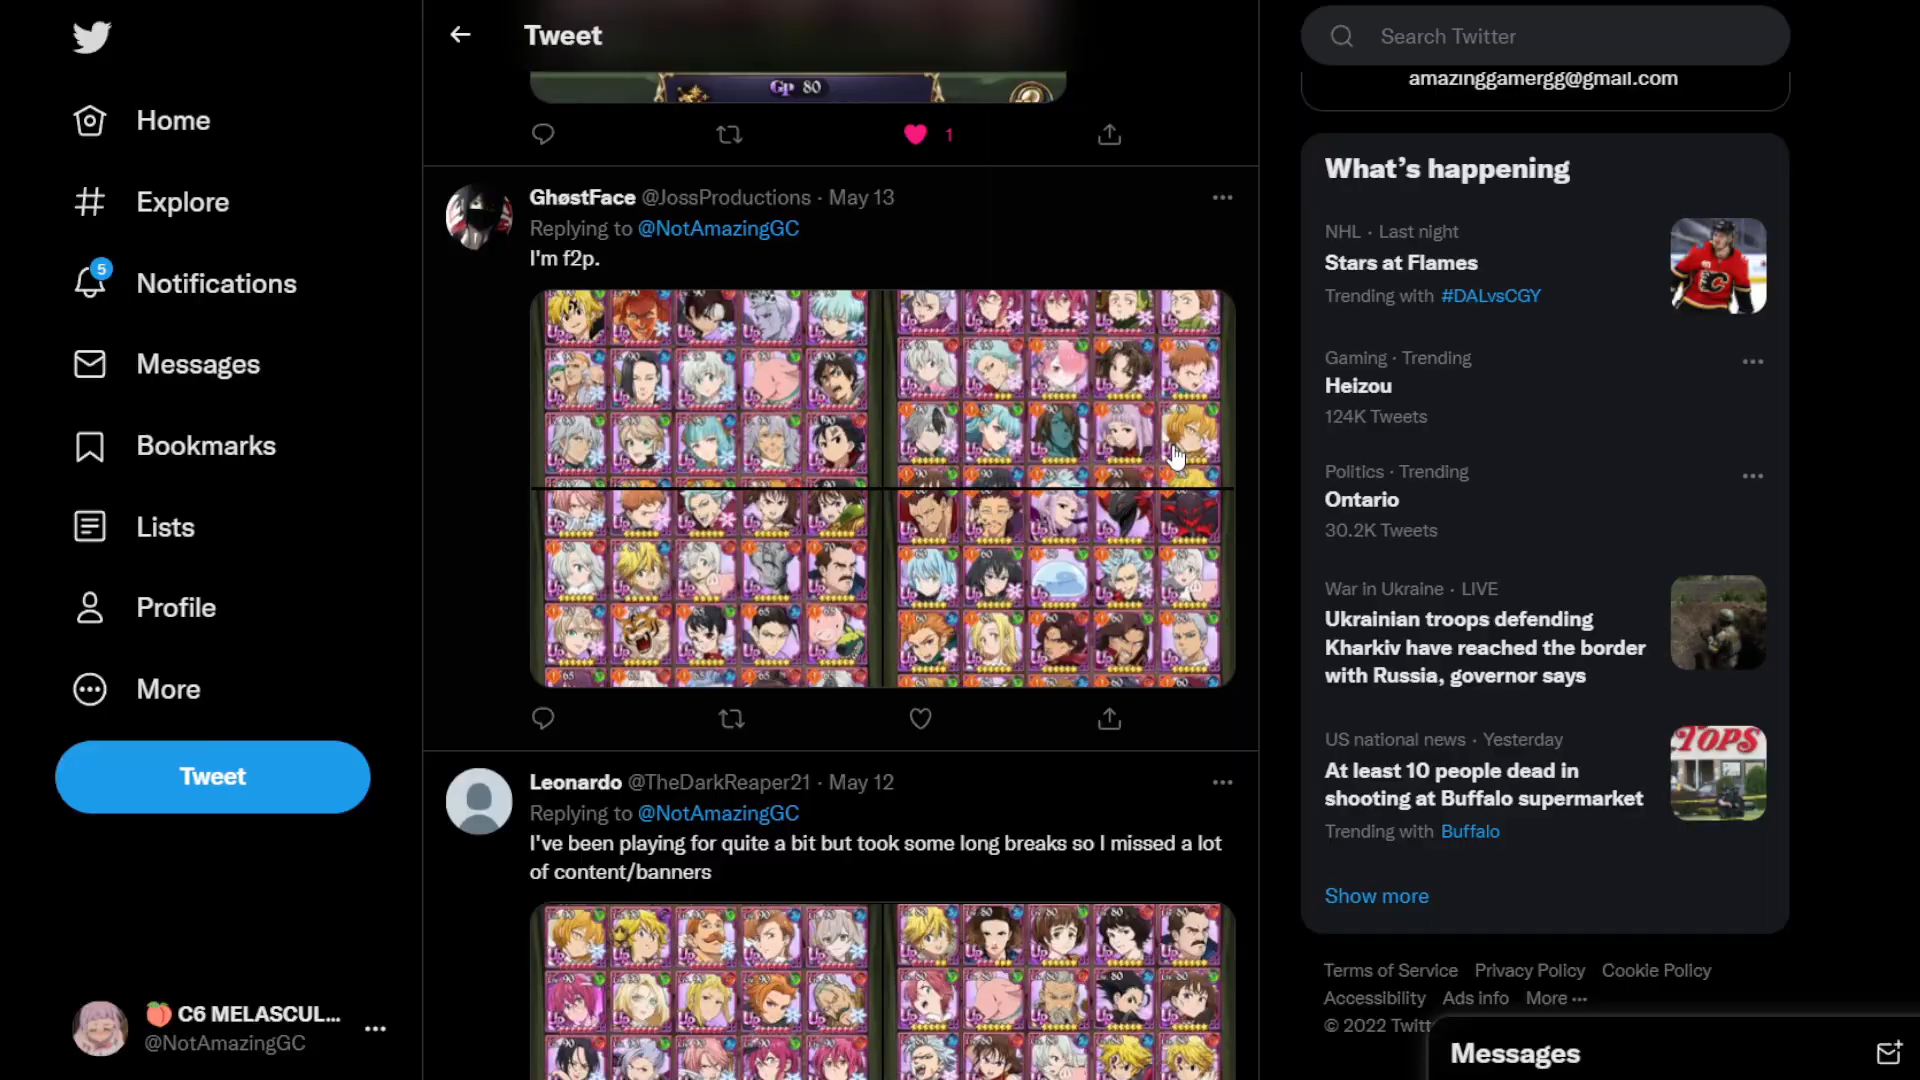 Home
Explore
5
Notifications
Messages
Bookmarks
Lists
Profile
More
Tweet
🍑 C6 MELASCUL...
@NotAmazingGC
Tweet
Gp 80
1
GhøstFace @JossProductions · May 13
Replying to @NotAmazingGC
I'm f2p.
Leonardo @TheDarkReaper21 · May 12
Replying to @NotAmazingGC
I've been playing for quite a bit but took some long breaks so I missed a lot
of content/banners
Search Twitter
amazinggamergg@gmail.com
What's happening
NHL · Last night
Stars at Flames
Trending with #DALvsCGY
Gaming · Trending
Heizou
124K Tweets
Politics · Trending
Ontario
30.2K Tweets
War in Ukraine · LIVE
Ukrainian troops defending
Kharkiv have reached the border
with Russia, governor says
US national news · Yesterday
At least 10 people dead in
shooting at Buffalo supermarket
Trending with Buffalo
TOPS
Show more
Terms of Service Privacy Policy Cookie Policy
Accessibility Ads info More ···
© 2022 Twitt
Messages